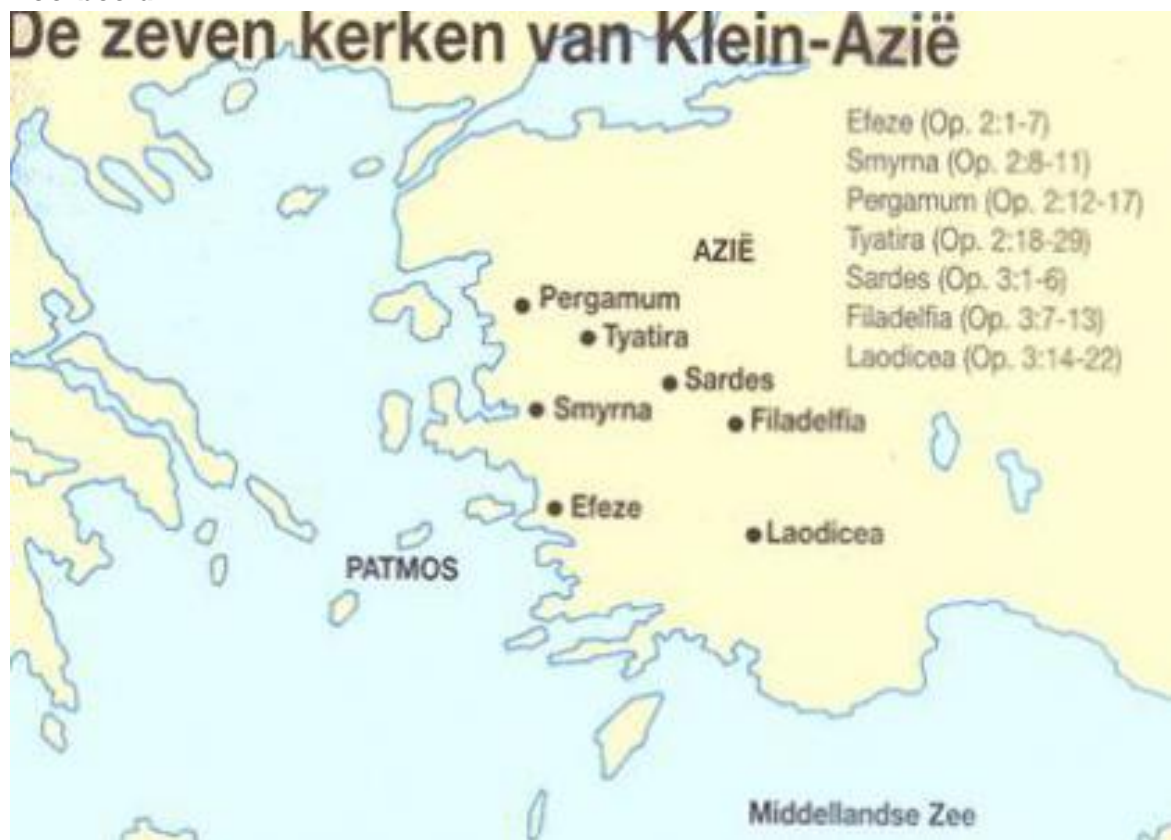 De zeven kerken van Klein-Azië
Efeze (Op. 2:1-7)
Smyrna (Op. 2:8-11)
Pergamum (Op. 2:12-17)
Tyatira (Op. 2:18-29)
Sardes (Op. 3:1-6)
Filadelfia (Op. 3:7-13)
Laodicea (Op. 3:14-22)
AZIË
Pergamum
Tyatira
Sardes
Smyrna
Filadelfia
Efeze
Laodicea
PATMOS
Middellandse Zee